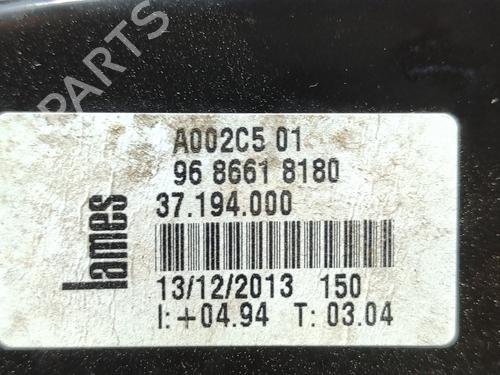 PARTS
A002C5 01
96 8661 8180
37.194.000
lames
13/12/2013 150
I:+04.94 T: 03.04